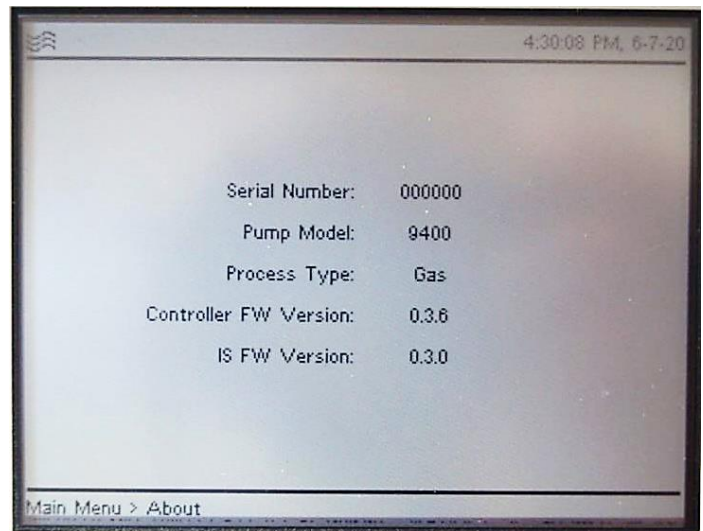 4:30:08 PM, 6-7-20
Serial Number: 000000
Pump Model: 9400
Process Type: Gas
Controller FW Version: 0.3.6
IS FW Version: 0.3.0
Main Menu > About